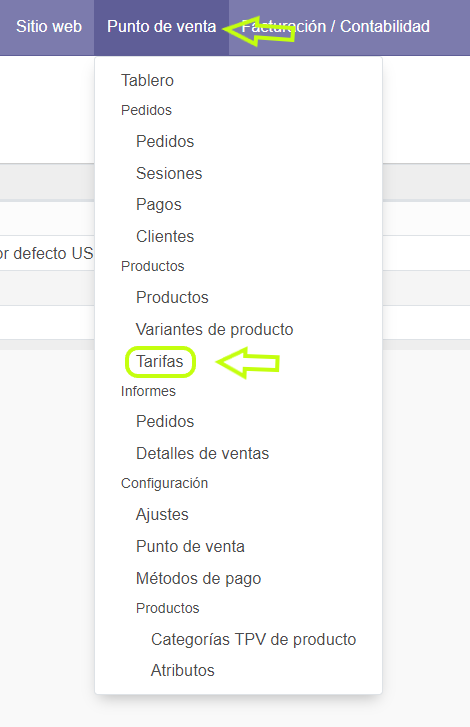 Sitio web Punto de venta Facturación / Contabilidad
Tablero
Pedidos
Pedidos
Sesiones
Pagos
Clientes
Productos
or defecto US
Productos
Variantes de producto
Tarifas
Informes
Pedidos
Detalles de ventas
Configuración
Ajustes
Punto de venta
Métodos de pago
Productos
Categorías TPV de producto
Atributos